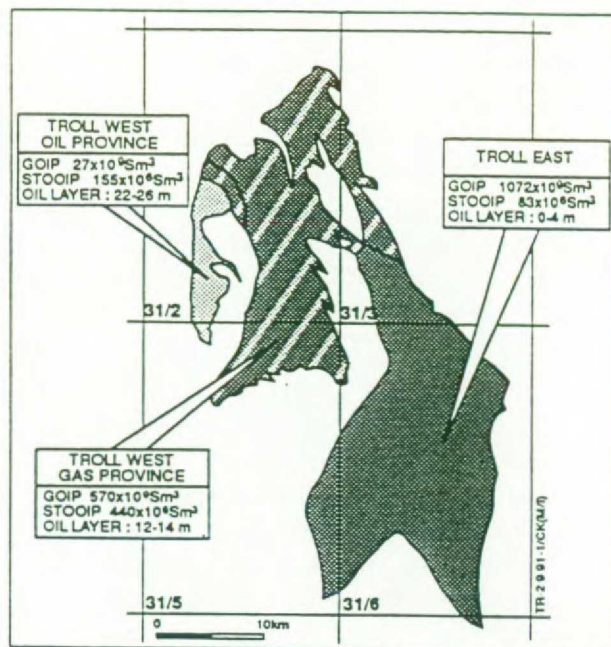 TROLL WEST
OIL PROVINCE
GOIP 27x10⁹Sm³
STOOIP 155x10⁶Sm³
OIL LAYER : 22-26 m
TROLL EAST
GOIP 1072x10⁹Sm³
STOOIP 83x10⁶Sm³
OIL LAYER : 0-4 m
31/2
31/3
TROLL WEST
GAS PROVINCE
GOIP 570x10⁹Sm³
STOOIP 440x10⁶Sm³
OIL LAYER : 12-14 m
31/5
31/6
0
10km